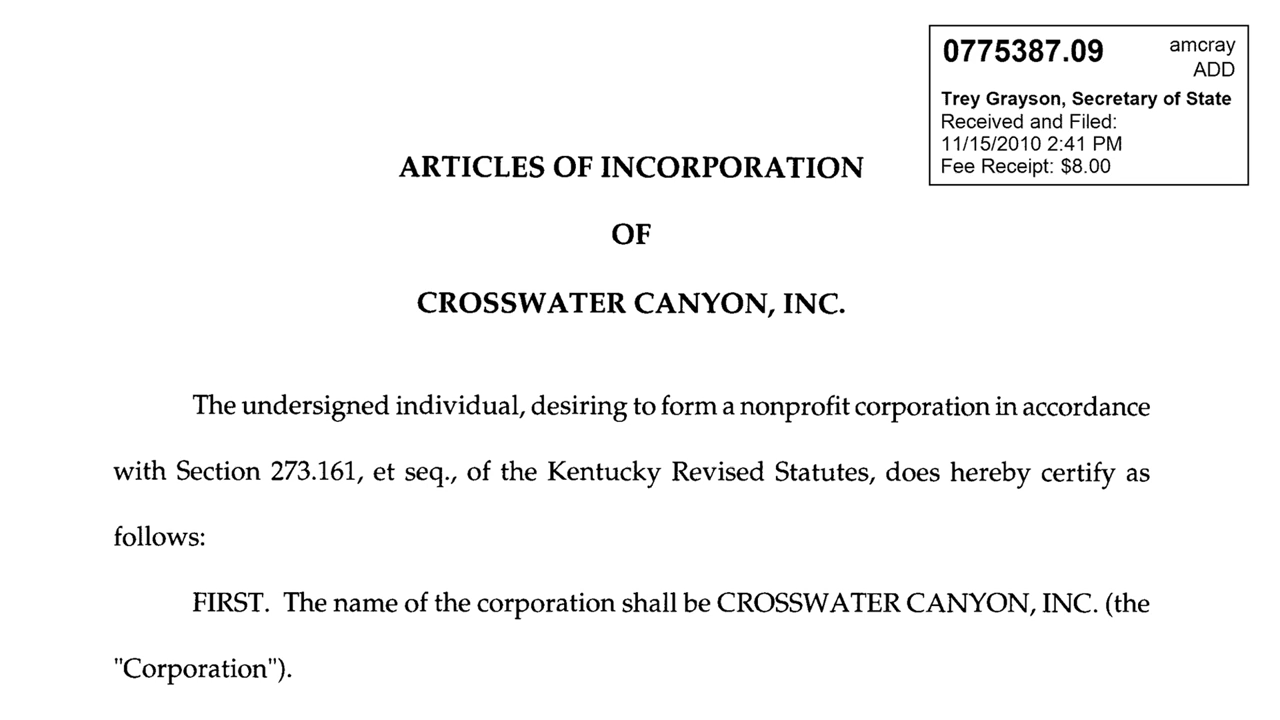 0775387.09
amcray
ADD
Trey Grayson, Secretary of State
Received and Filed:
11/15/2010 2:41 PM
Fee Receipt: $8.00
ARTICLES OF INCORPORATION
OF
CROSSWATER CANYON, INC.
The undersigned individual, desiring to form a nonprofit corporation in accordance
with Section 273.161, et seq., of the Kentucky Revised Statutes, does hereby certify as
follows:
FIRST. The name of the corporation shall be CROSSWATER CANYON, INC. (the
"Corporation").